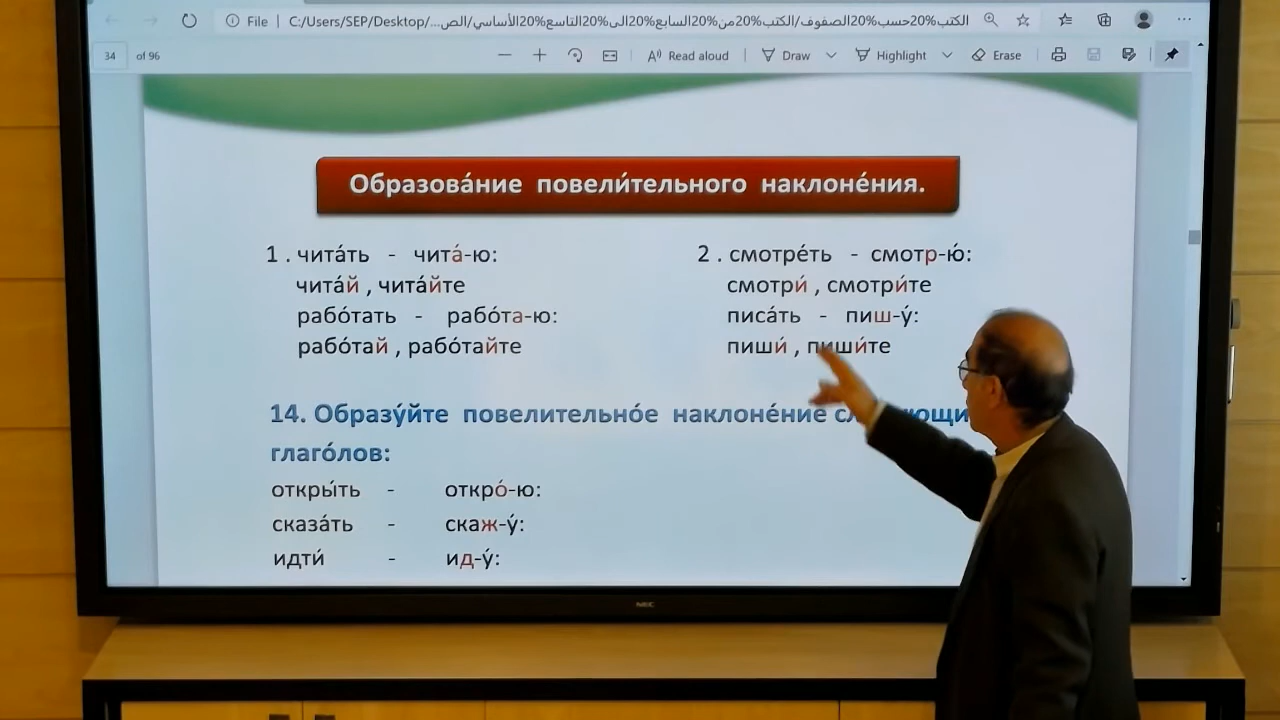 File | C:/Users/SEP/Desktop/...الكتب%20حسب%20الصفوف/الكتب%20من%20السابع%20الى%20التاسع%20الأساسي/الص
34 of 96 Read aloud Draw Highlight Erase
Образова́ние повели́тельного наклоне́ния.
1 . чита́ть - чита́-ю:
чита́й , чита́йте
рабо́тать - рабо́та-ю:
рабо́тай , рабо́тайте
2 . смотре́ть - смотр-ю́:
смотри́ , смотри́те
писа́ть - пиш-у́:
пиши́ , пиши́те
14. Образу́йте повелительно́е наклоне́ние
глаго́лов:
откры́ть - откро́-ю:
сказа́ть - скаж-у́:
идти́ - ид-у́:
NEC